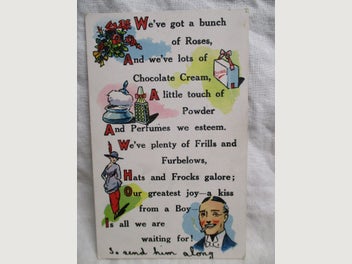 We've got a bunch
of Roses,
And we've lots of
Chocolate Cream,
A little touch of
Powder
And Perfumes we esteem.
We've plenty of Frills and
Furbelows,
Hats and Frocks galore;
Our greatest joy—a kiss
from a Boy—
Is all we are
waiting for!
So send him along